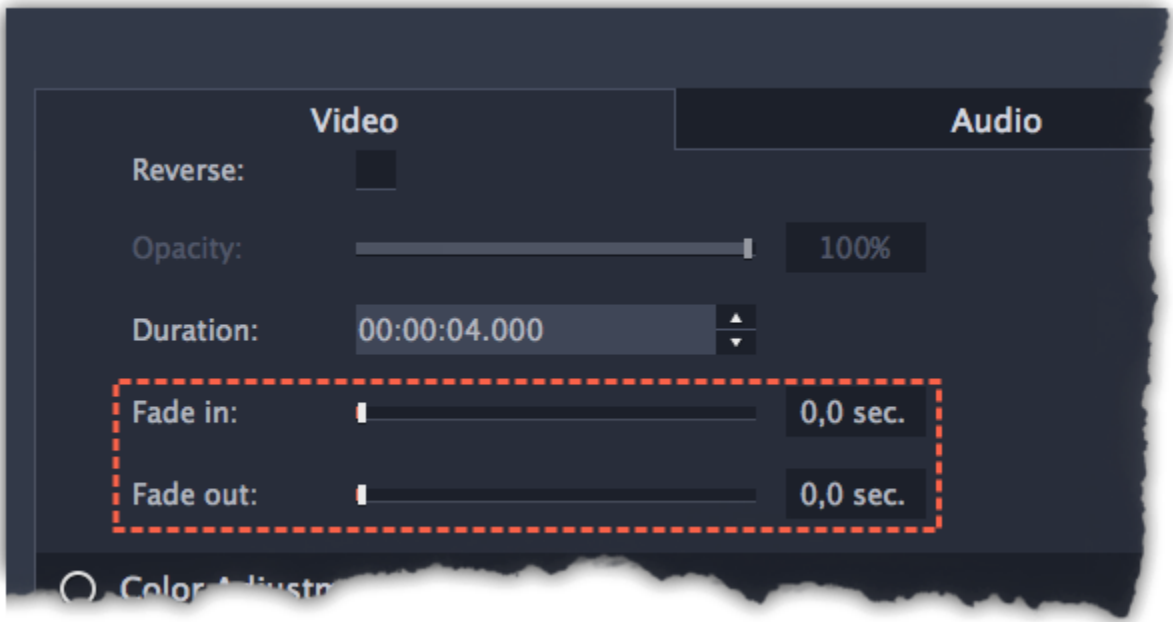 Video Audio
Reverse:
Opacity: 100%
Duration: 00:00:04.000
Fade in: 0,0 sec.
Fade out: 0,0 sec.
Color